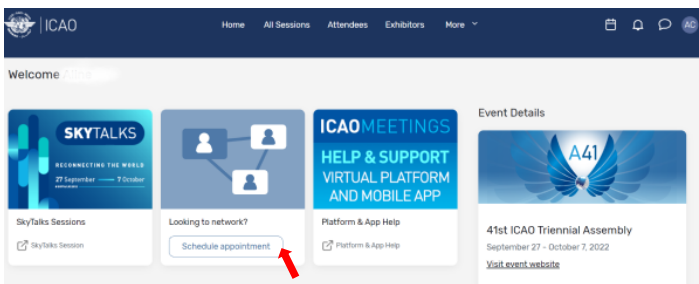 ICAO
Home All Sessions Attendees Exhibitors More
AC
Welcome
SKYTALKS
RECONNECTING THE WORLD
27 September 7 October
SkyTalks Sessions
SkyTalks Session
Looking to network?
Schedule appointment
ICAOMEETINGS
HELP & SUPPORT
VIRTUAL PLATFORM
AND MOBILE APP
Platform & App Help
Platform & App Help
Event Details
A41
41st ICAO Triennial Assembly
September 27 - October 7, 2022
Visit event website